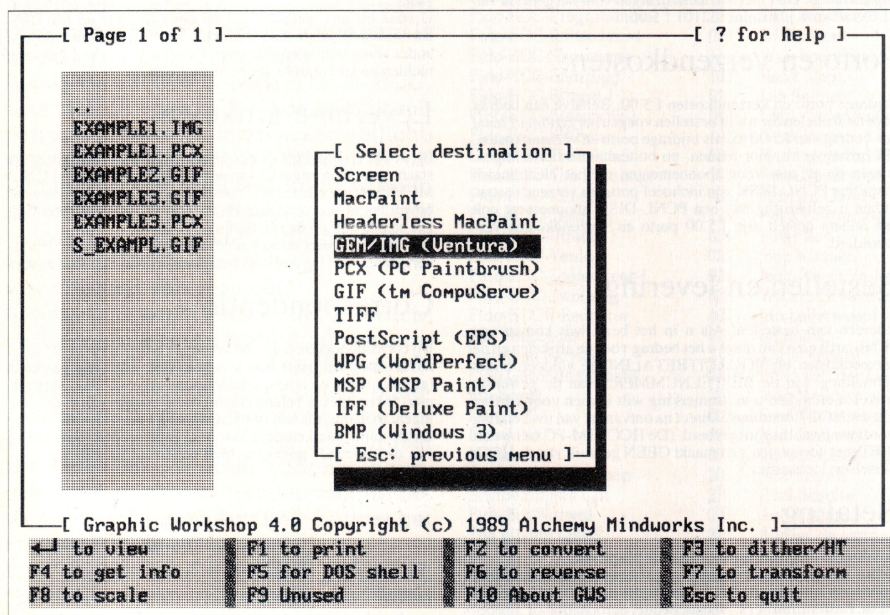 [ Page 1 of 1 ] [ ? for help ]
..
EXAMPLE1.IMG
EXAMPLE1.PCX
EXAMPLE2.GIF
EXAMPLE3.GIF
EXAMPLE3.PCX
S_EXAMPL.GIF
[ Select destination ]
Screen
MacPaint
Headerless MacPaint
GEM/IMG (Ventura)
PCX (PC Paintbrush)
GIF (tm CompuServe)
TIFF
PostScript (EPS)
WPG (WordPerfect)
MSP (MSP Paint)
IFF (Deluxe Paint)
BMP (Windows 3)
[ Esc: previous menu ]
[ Graphic Workshop 4.0 Copyright (c) 1989 Alchemy Mindworks Inc. ]
◄┘ to view F1 to print F2 to convert F3 to dither/HT
F4 to get info F5 for DOS shell F6 to reverse F7 to transform
F8 to scale F9 Unused F10 About GWS Esc to quit